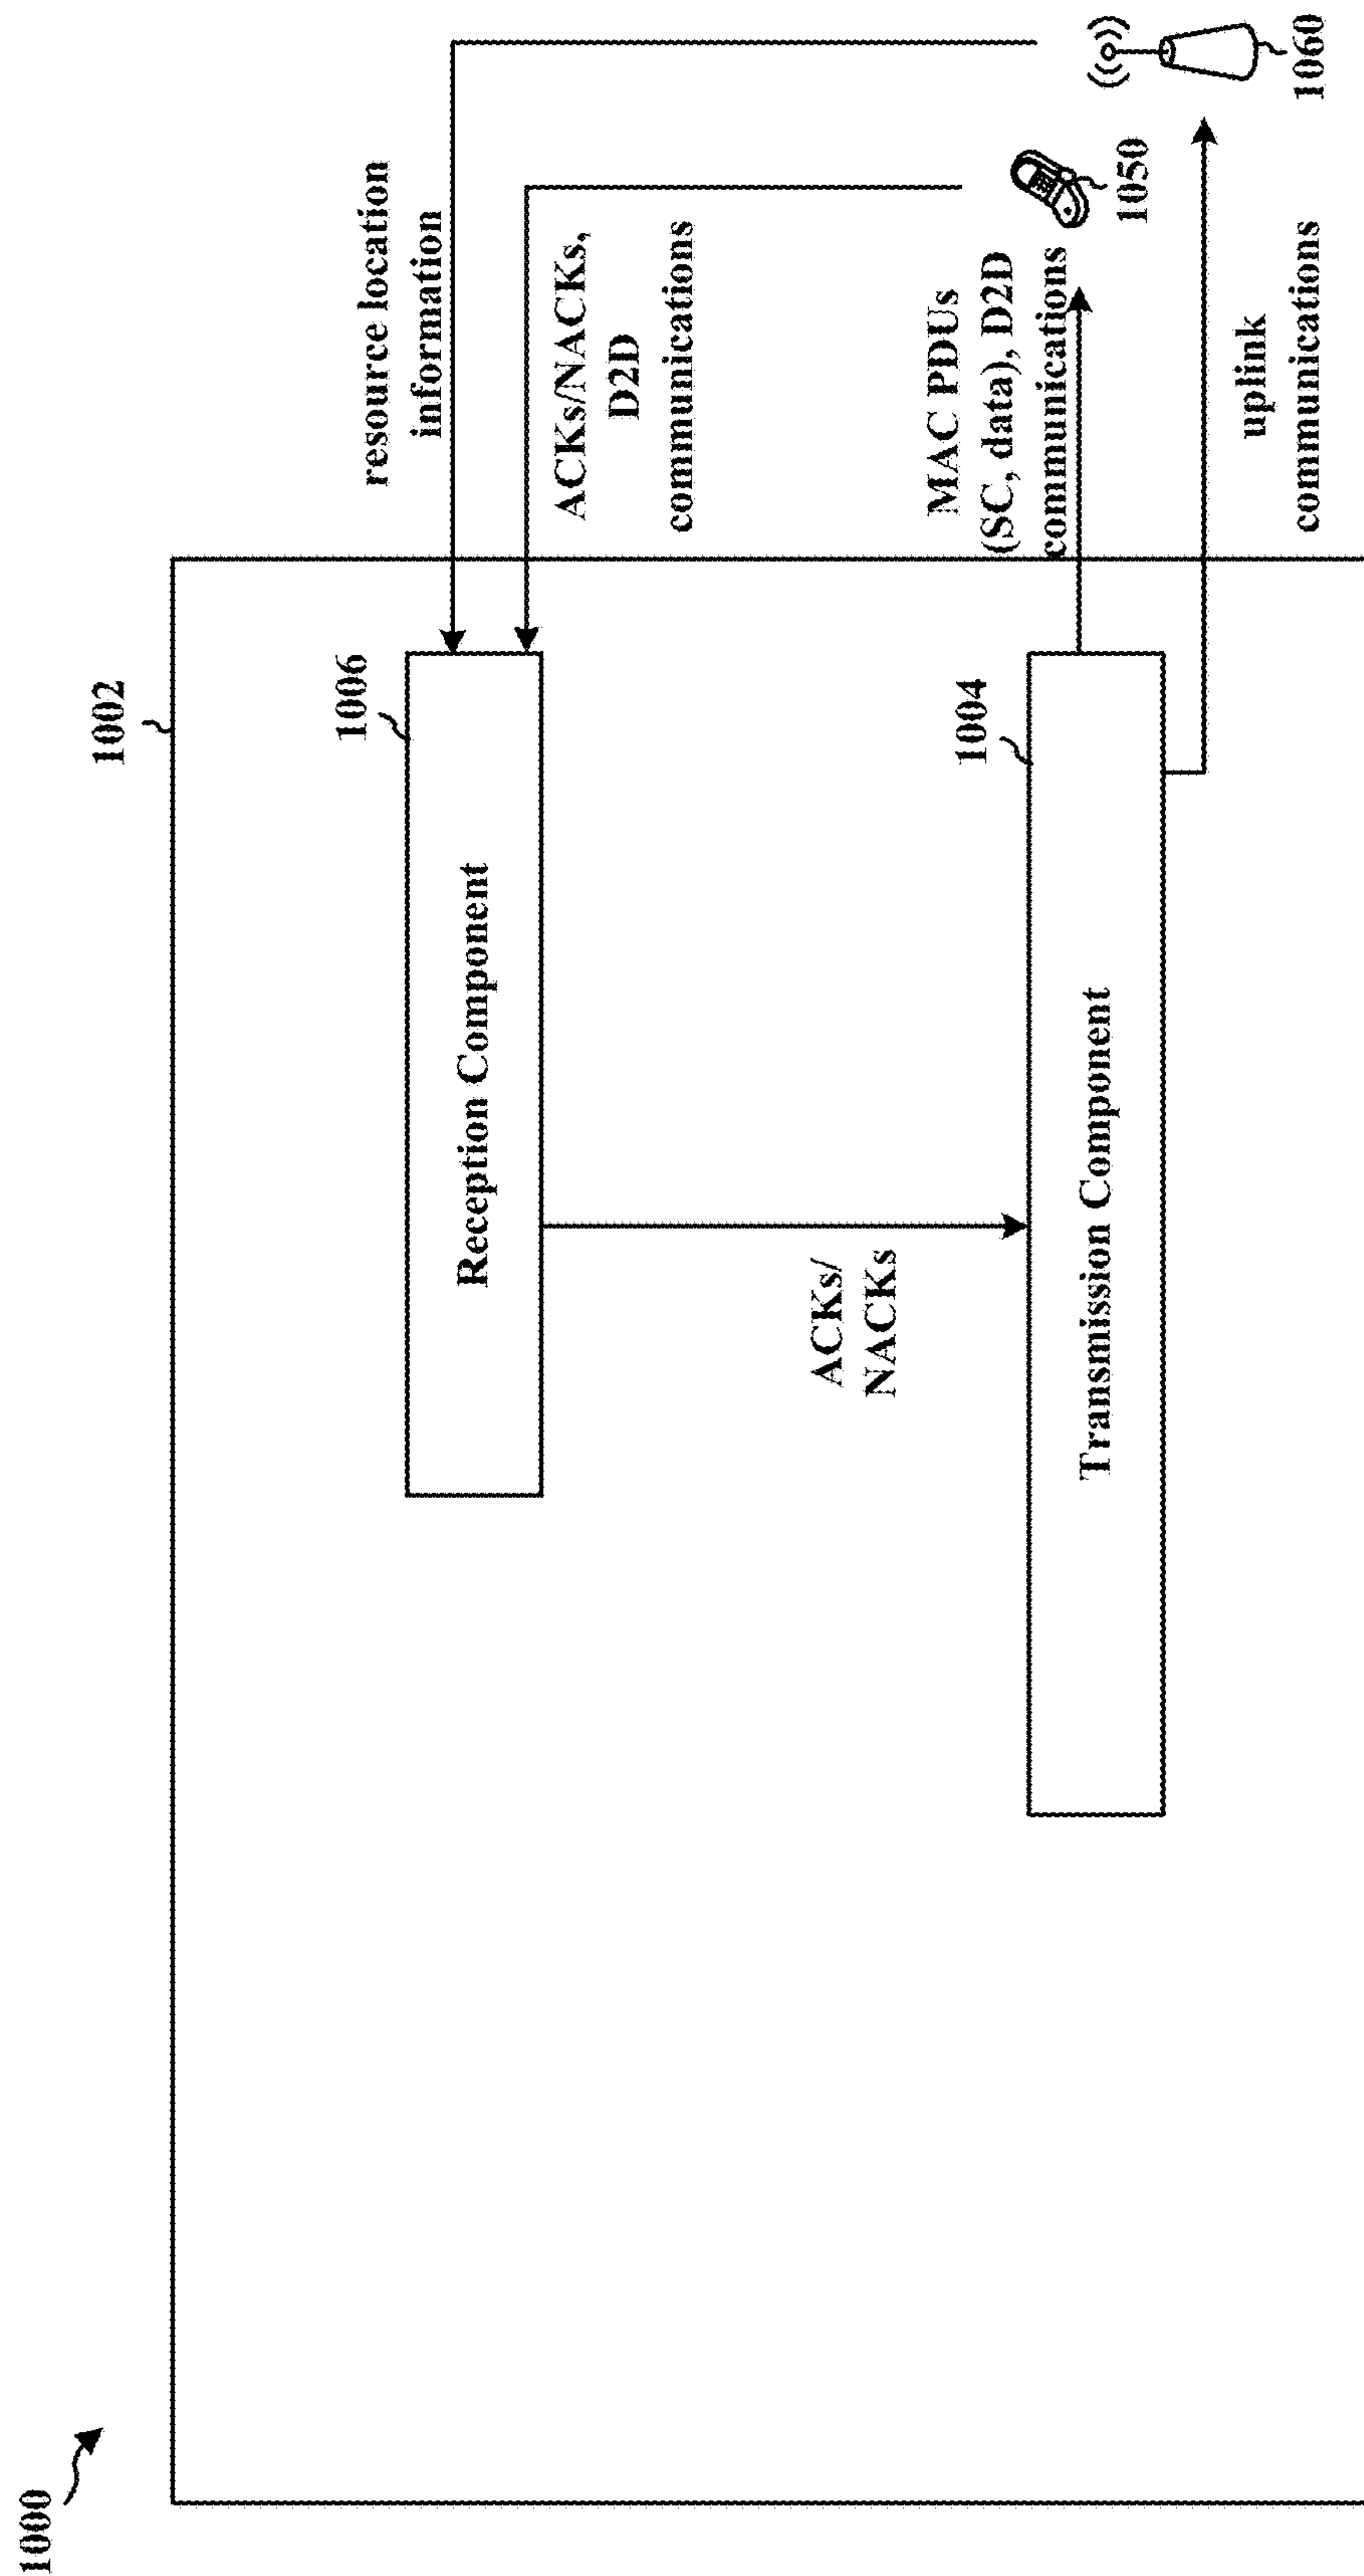 1000
1002
1006
Reception Component
resource location
information
ACKs/NACKs,
D2D
communications
ACKs/
NACKs
1004
Transmission Component
MAC PDUs
(SC, data), D2D
communications
1050
uplink
communications
1060